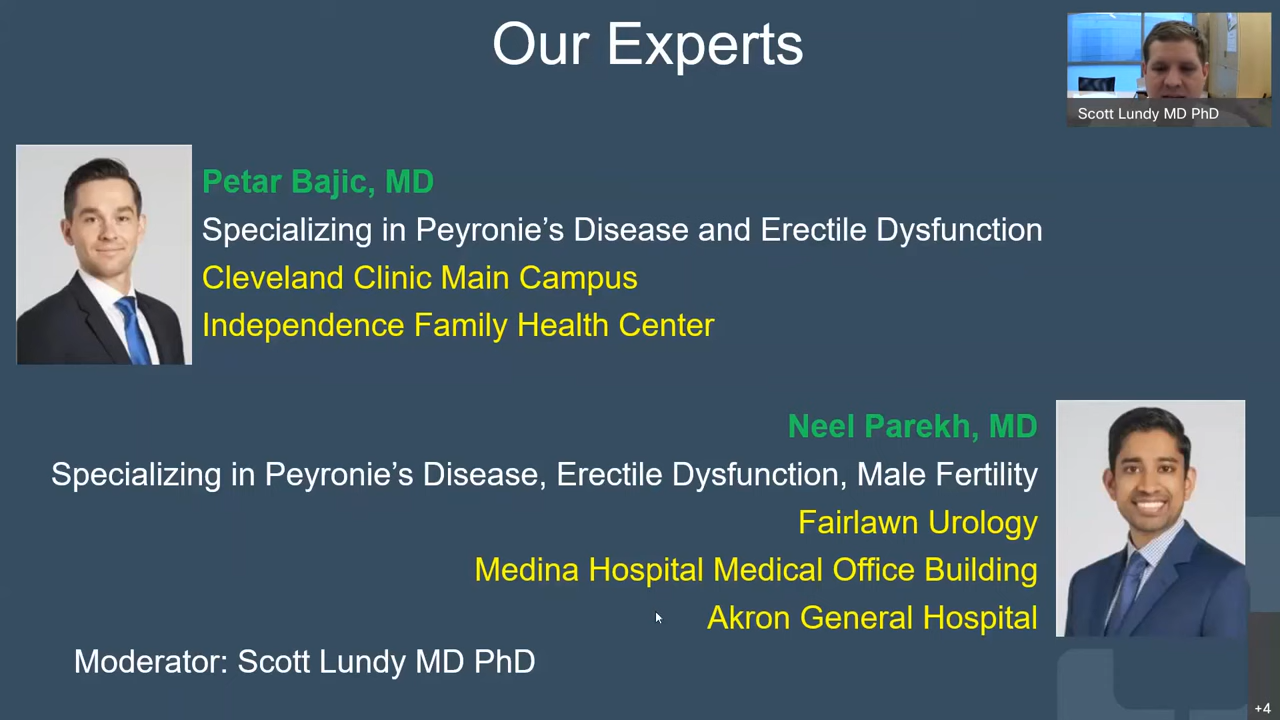 Our Experts
Scott Lundy MD PhD
Petar Bajic, MD
Specializing in Peyronie’s Disease and Erectile Dysfunction
Cleveland Clinic Main Campus
Independence Family Health Center
Neel Parekh, MD
Specializing in Peyronie’s Disease, Erectile Dysfunction, Male Fertility
Fairlawn Urology
Medina Hospital Medical Office Building
Akron General Hospital
Moderator: Scott Lundy MD PhD
+4